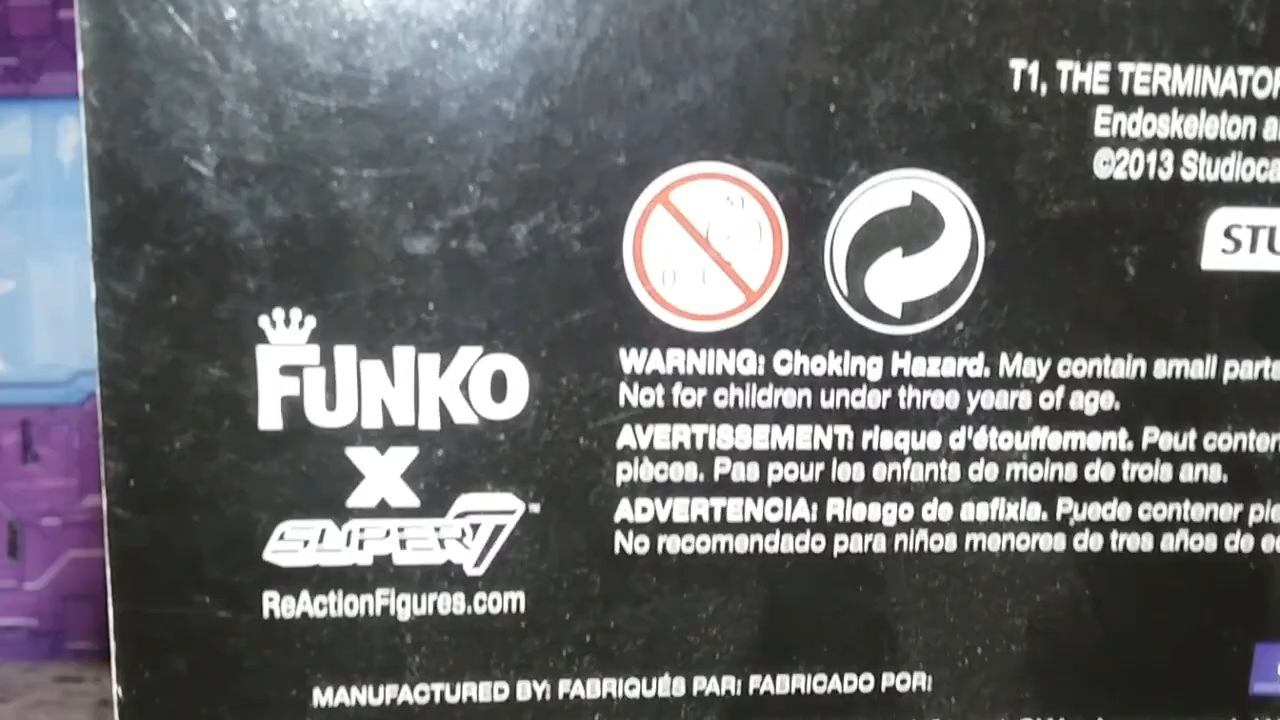 T1, THE TERMINATOR
Endoskeleton a
©2013 Studioca
STU
FUNKO
X
SUPER7™
ReActionFigures.com
WARNING: Choking Hazard. May contain small parts
Not for children under three years of age.
AVERTISSEMENT: risque d'étouffement. Peut conten
pièces. Pas pour les enfants de moins de trois ans.
ADVERTENCIA: Riesgo de asfixia. Puede contener pie
No recomendado para niños menores de tres años de e
MANUFACTURED BY: FABRIQUÉS PAR: FABRICADO POR: